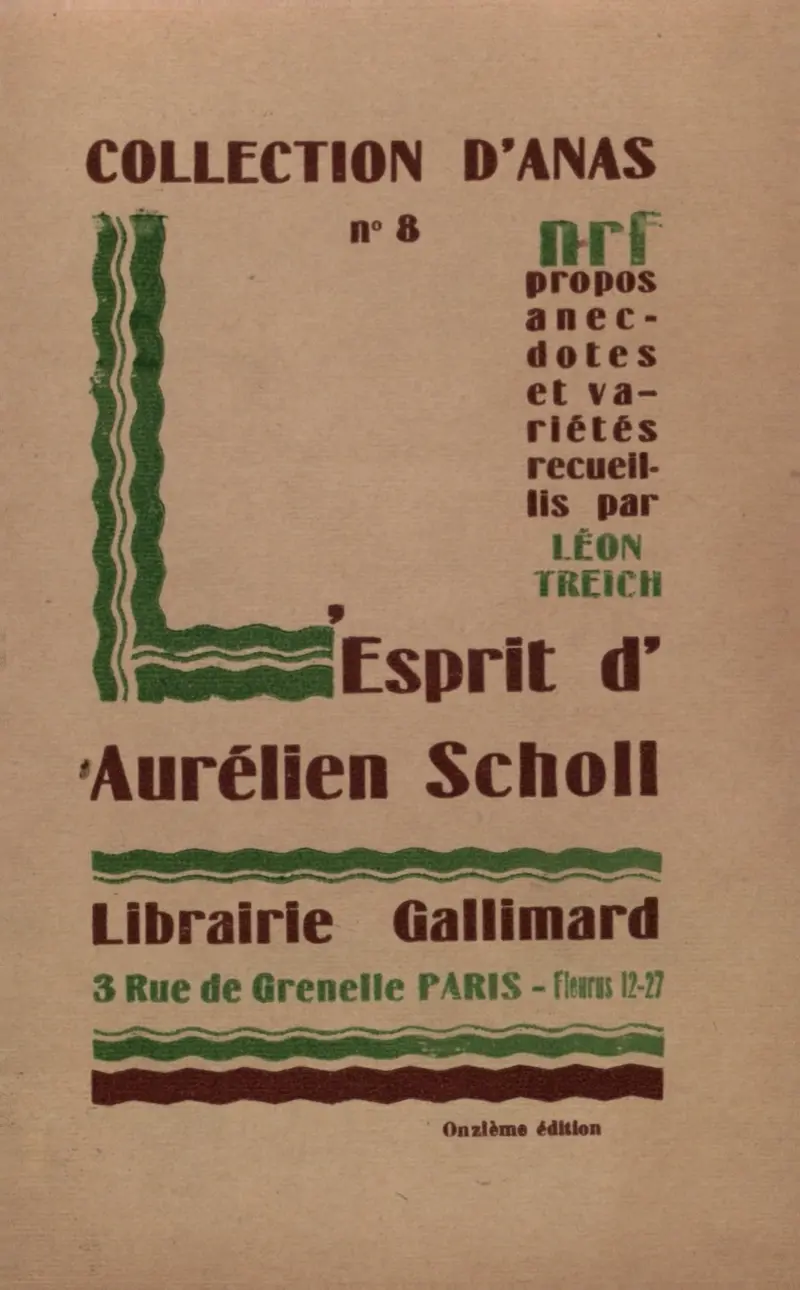 COLLECTION D'ANAS
nº 8
nrf
propos
anec-
dotes
et va-
riétés
recueil-
lis par
LÉON
TREICH
L'Esprit d'
Aurélien Scholl
Librairie Gallimard
3 Rue de Grenelle PARIS - Fleurus 12-27
Onzième édition